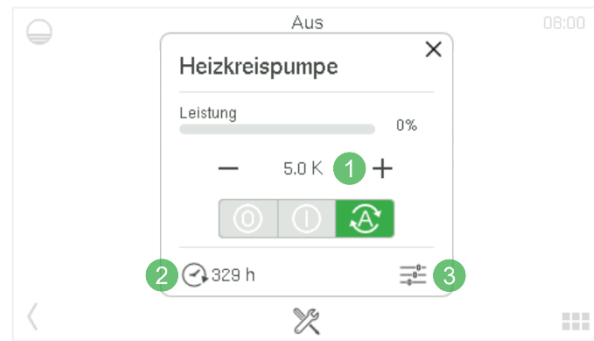 Aus
08:00
Heizkreispumpe
Leistung
0%
5.0 K
1
A
2
329 h
3